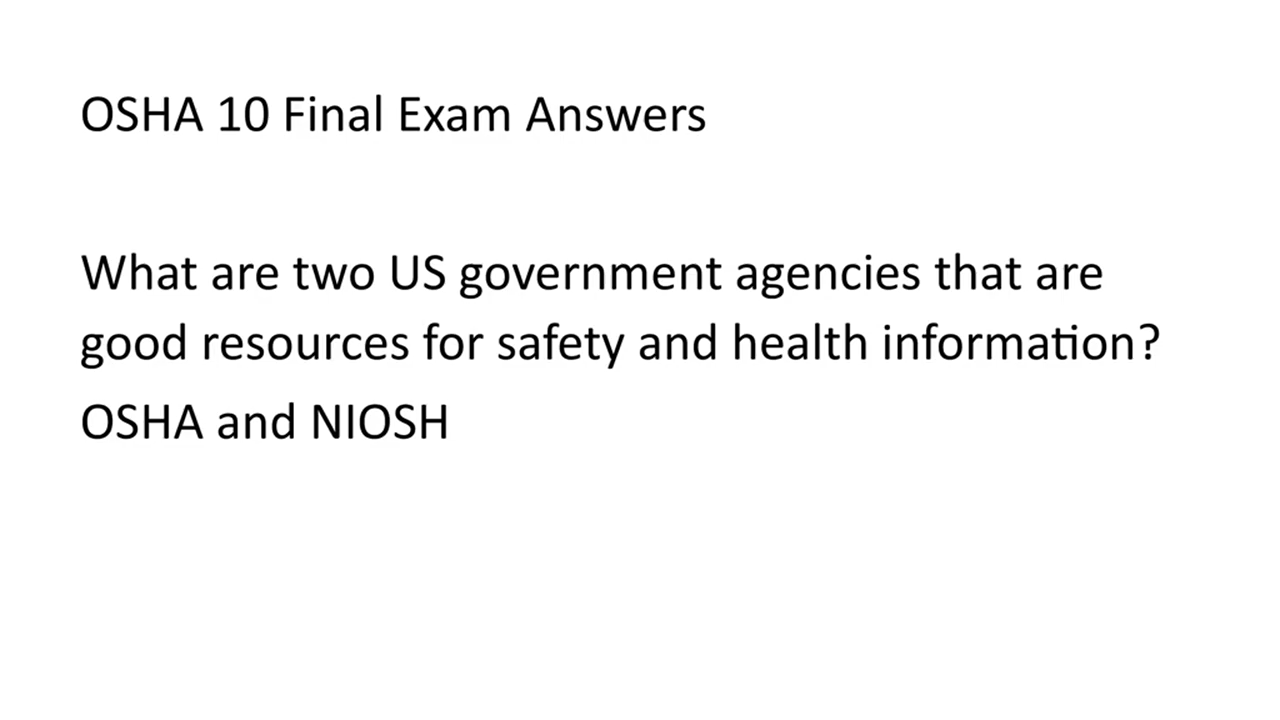 OSHA 10 Final Exam Answers
What are two US government agencies that are
good resources for safety and health information?
OSHA and NIOSH